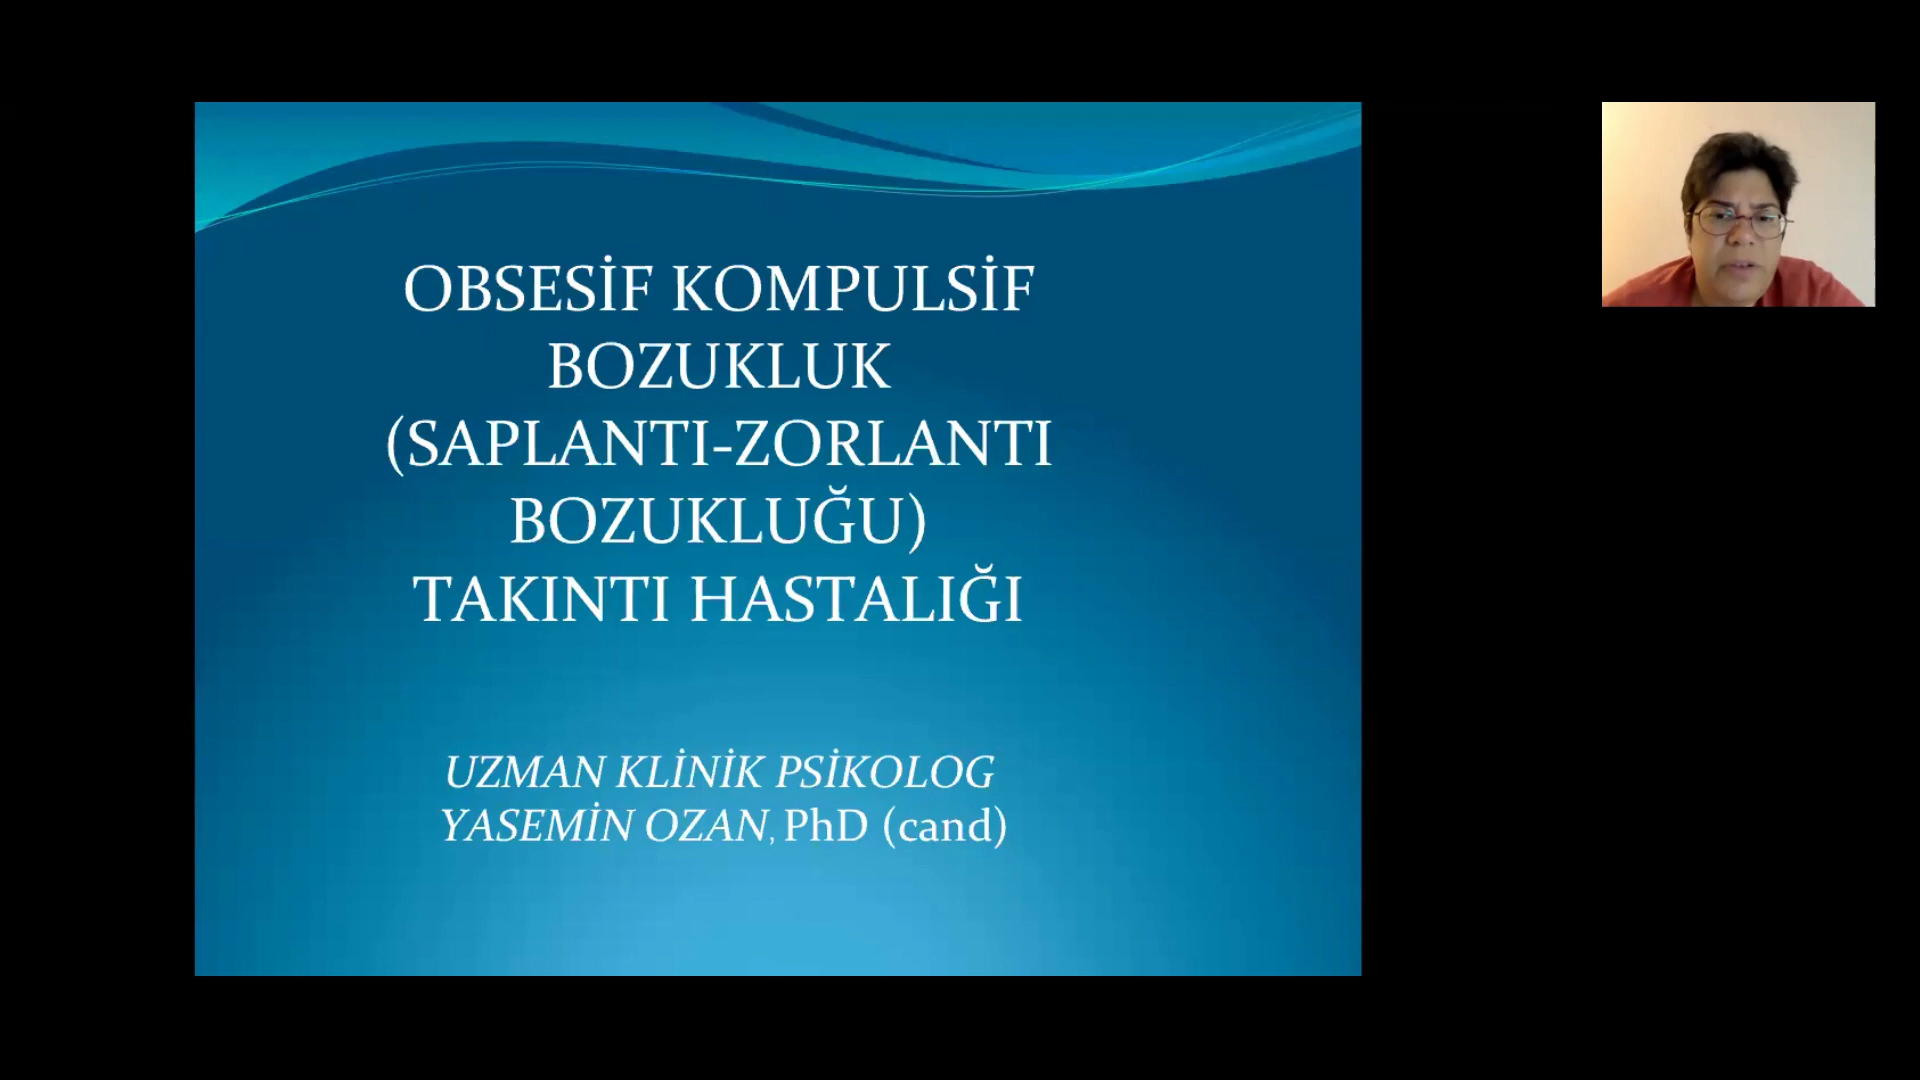 OBSESİF KOMPULSİF
BOZUKLUK
(SAPLANTI-ZORLANTI
BOZUKLUĞU)
TAKINTI HASTALIĞI
UZMAN KLİNİK PSİKOLOG
YASEMİN OZAN, PhD (cand)